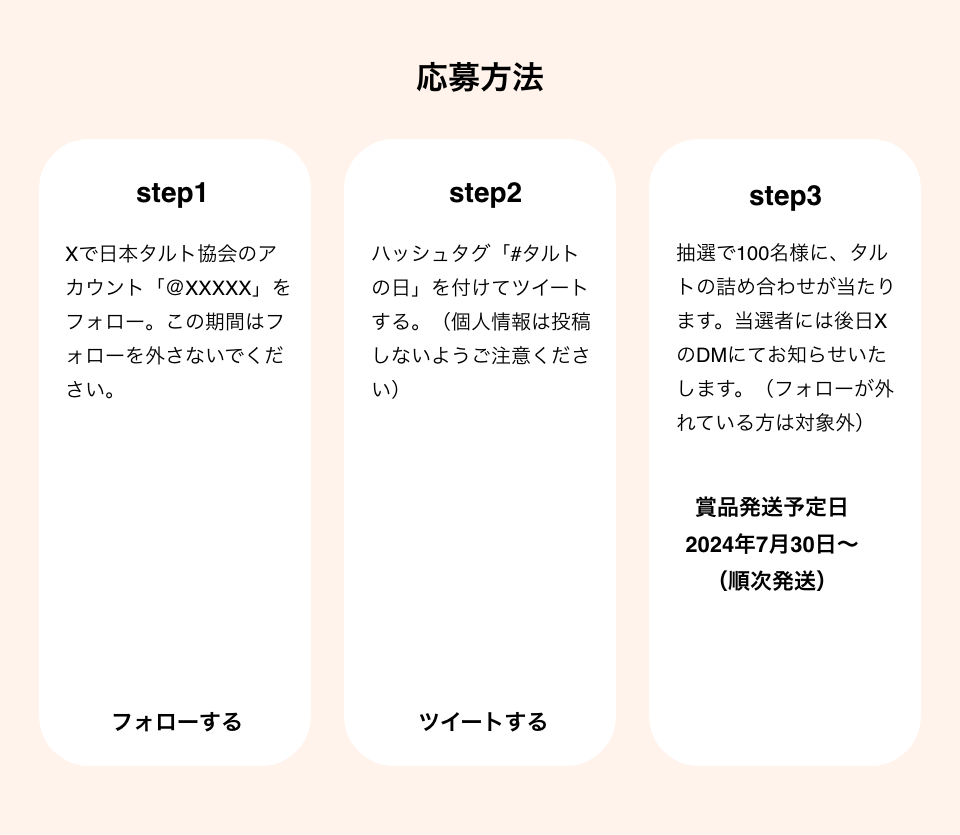 応募方法
step1
Xで日本タルト協会のア
カウント「@XXXXX」を
フォロー。この期間はフ
ォローを外さないでくだ
さい。
フォローする
step2
ハッシュタグ「#タルト
の日」を付けてツイート
する。（個人情報は投稿
しないようご注意くださ
い）
ツイートする
step3
抽選で100名様に、タル
トの詰め合わせが当たり
ます。当選者には後日X
のDMにてお知らせいた
します。（フォローが外
れている方は対象外）
賞品発送予定日
2024年7月30日〜
（順次発送）